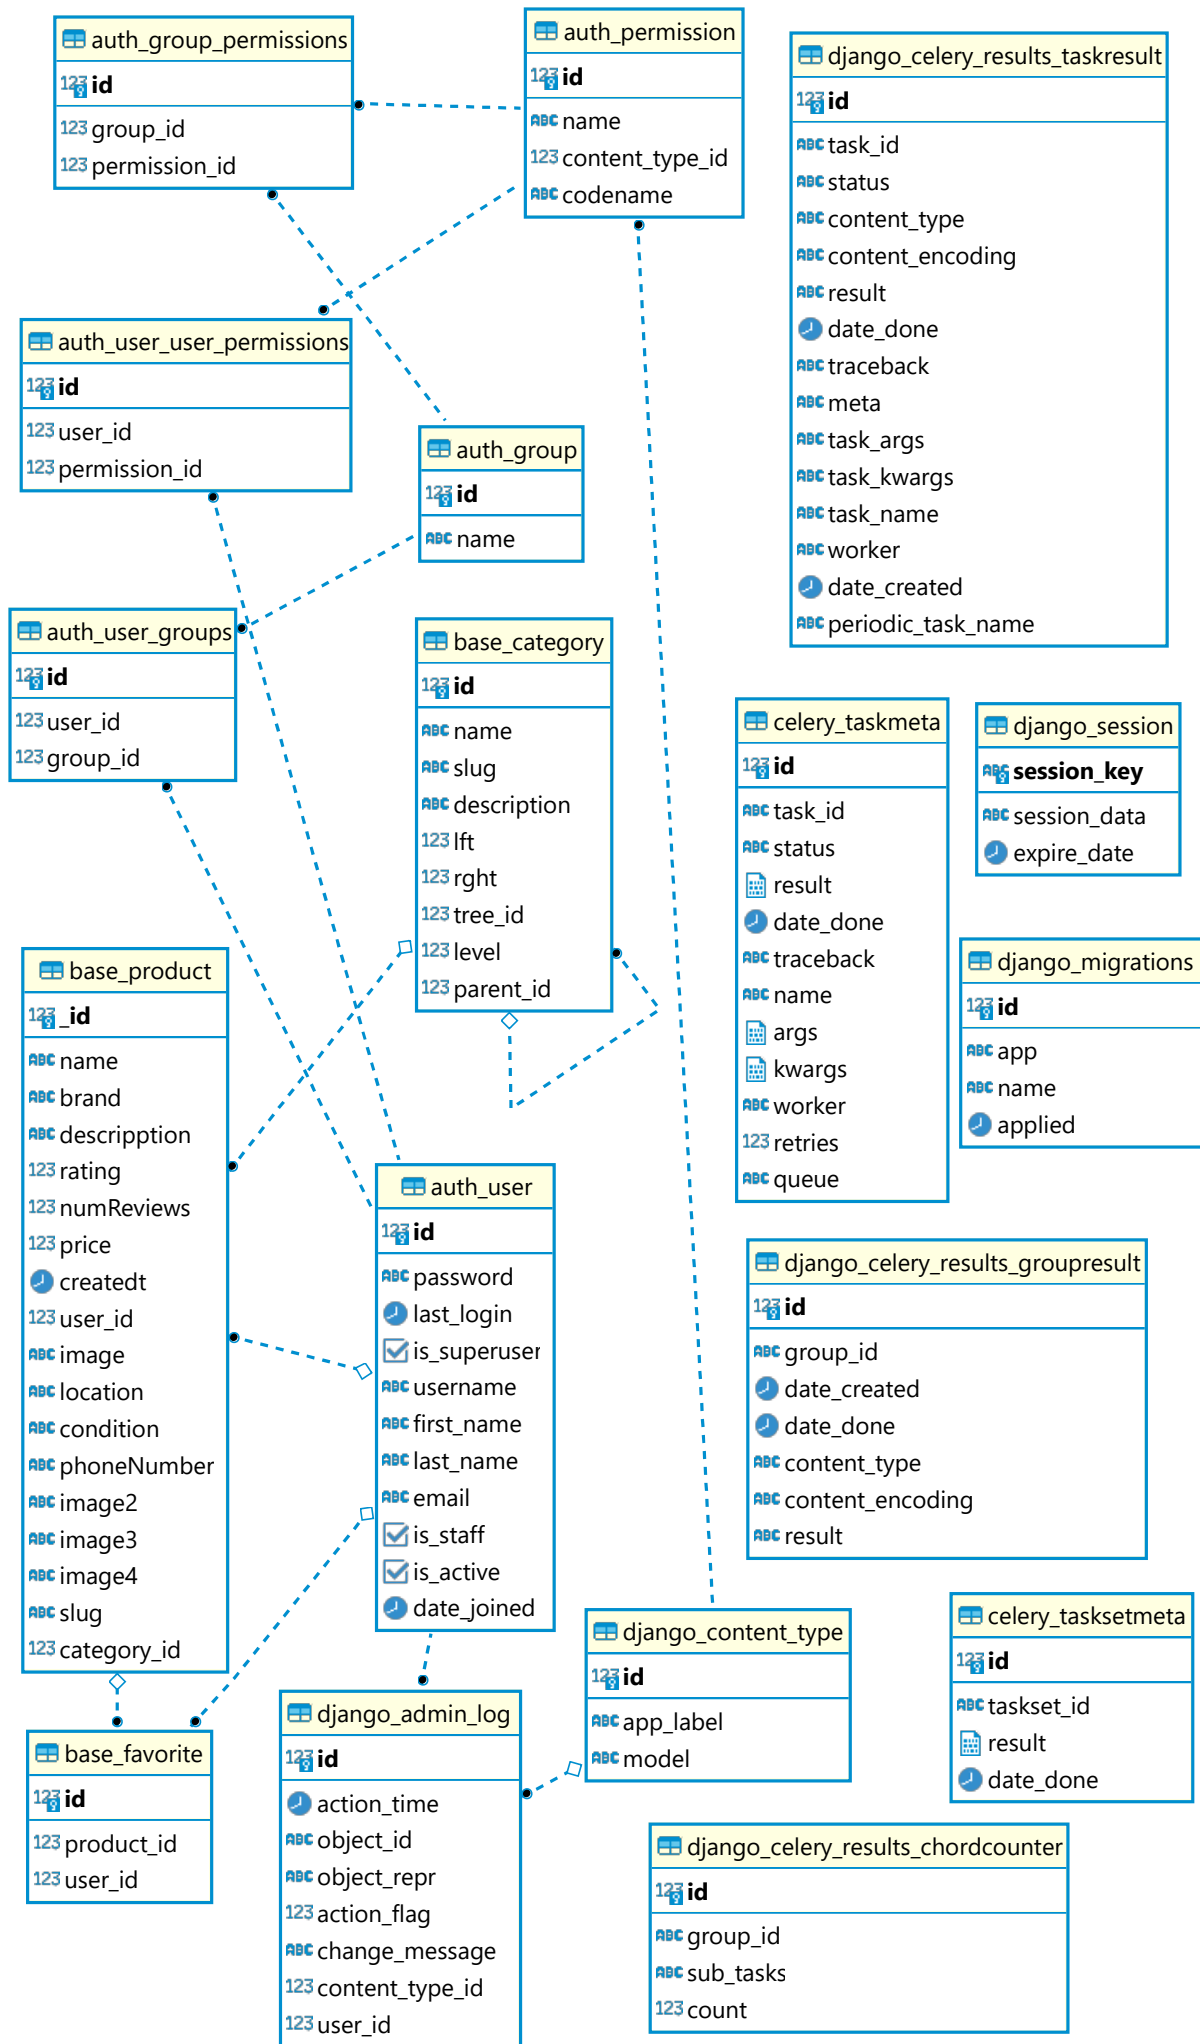 auth_group_permissions
id
group_id
permission_id
auth_permission
id
name
content_type_id
codename
django_celery_results_taskresult
id
task_id
status
content_type
content_encoding
result
date_done
traceback
meta
task_args
task_kwargs
task_name
worker
date_created
periodic_task_name
auth_user_user_permissions
id
user_id
permission_id
auth_group
id
name
auth_user_groups
id
user_id
group_id
base_category
id
name
slug
description
lft
rght
tree_id
level
parent_id
celery_taskmeta
id
task_id
status
result
date_done
traceback
name
args
kwargs
worker
retries
queue
django_session
session_key
session_data
expire_date
django_migrations
id
app
name
applied
base_product
_id
name
brand
descripption
rating
numReviews
price
createdt
user_id
image
location
condition
phoneNumber
image2
image3
image4
slug
category_id
auth_user
id
password
last_login
is_superuser
username
first_name
last_name
email
is_staff
is_active
date_joined
django_celery_results_groupresult
id
group_id
date_created
date_done
content_type
content_encoding
result
django_content_type
id
app_label
model
celery_tasksetmeta
id
taskset_id
result
date_done
base_favorite
id
product_id
user_id
django_admin_log
id
action_time
object_id
object_repr
action_flag
change_message
content_type_id
user_id
django_celery_results_chordcounter
id
group_id
sub_tasks
count